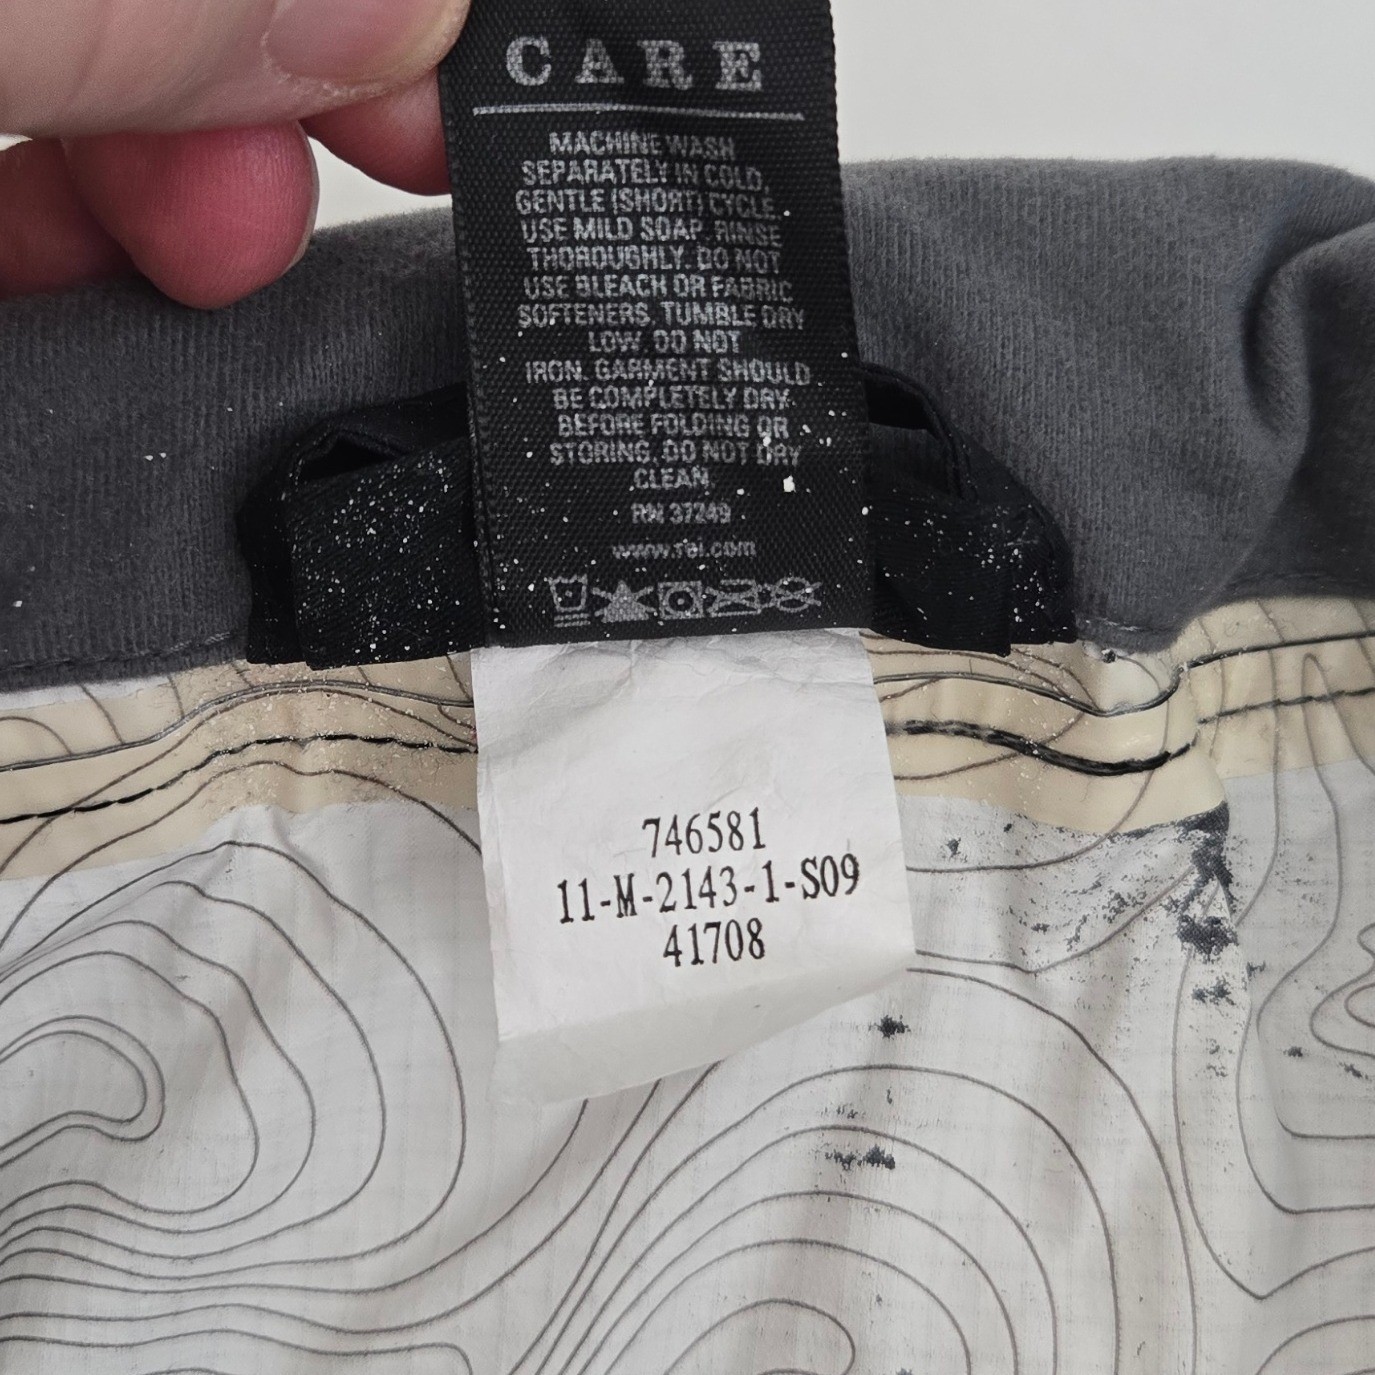 CARE
MACHINE WASH
SEPARATELY IN COLD,
GENTLE (SHORT) CYCLE.
USE MILD SOAP. RINSE
THOROUGHLY. DO NOT
USE BLEACH OR FABRIC
SOFTENERS. TUMBLE DRY
LOW. DO NOT
IRON. GARMENT SHOULD
BE COMPLETELY DRY
BEFORE FOLDING OR
STORING. DO NOT DRY
CLEAN.
RN 37249
www.rei.com
746581
11-M-2143-1-S09
41708